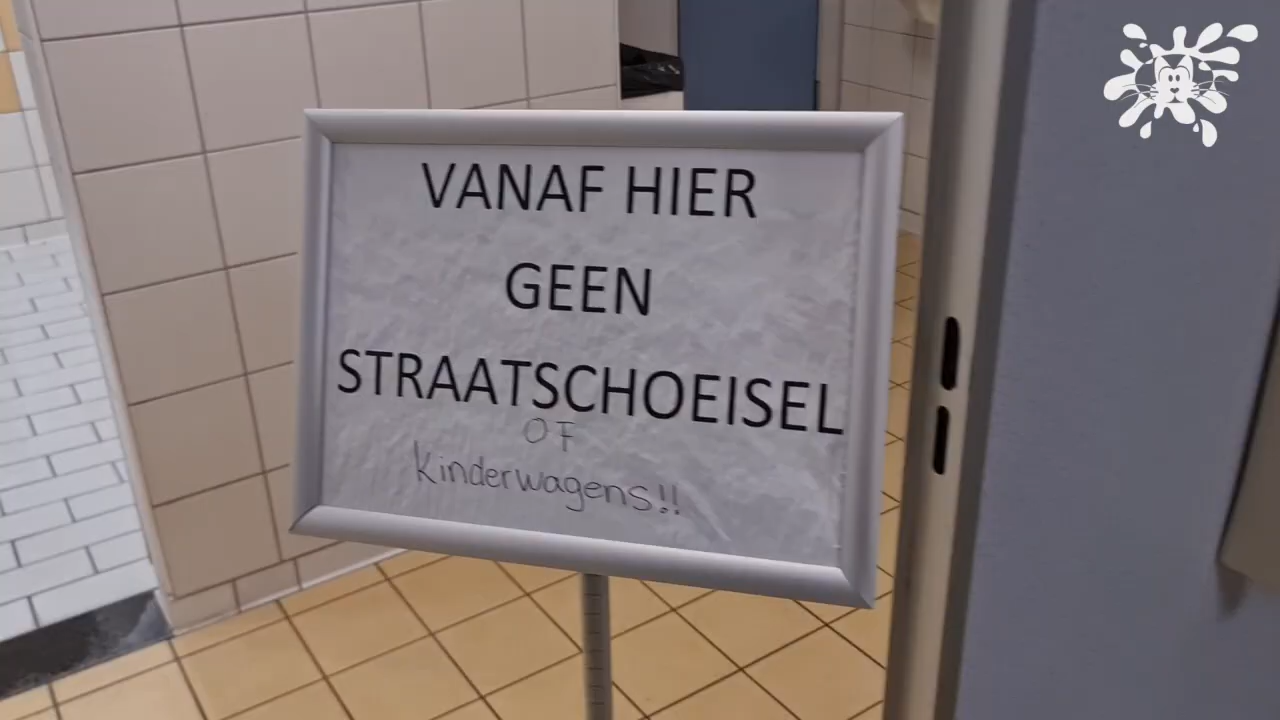 VANAF HIER
GEEN
STRAATSCHOEISEL
OF
Kinderwagens!!